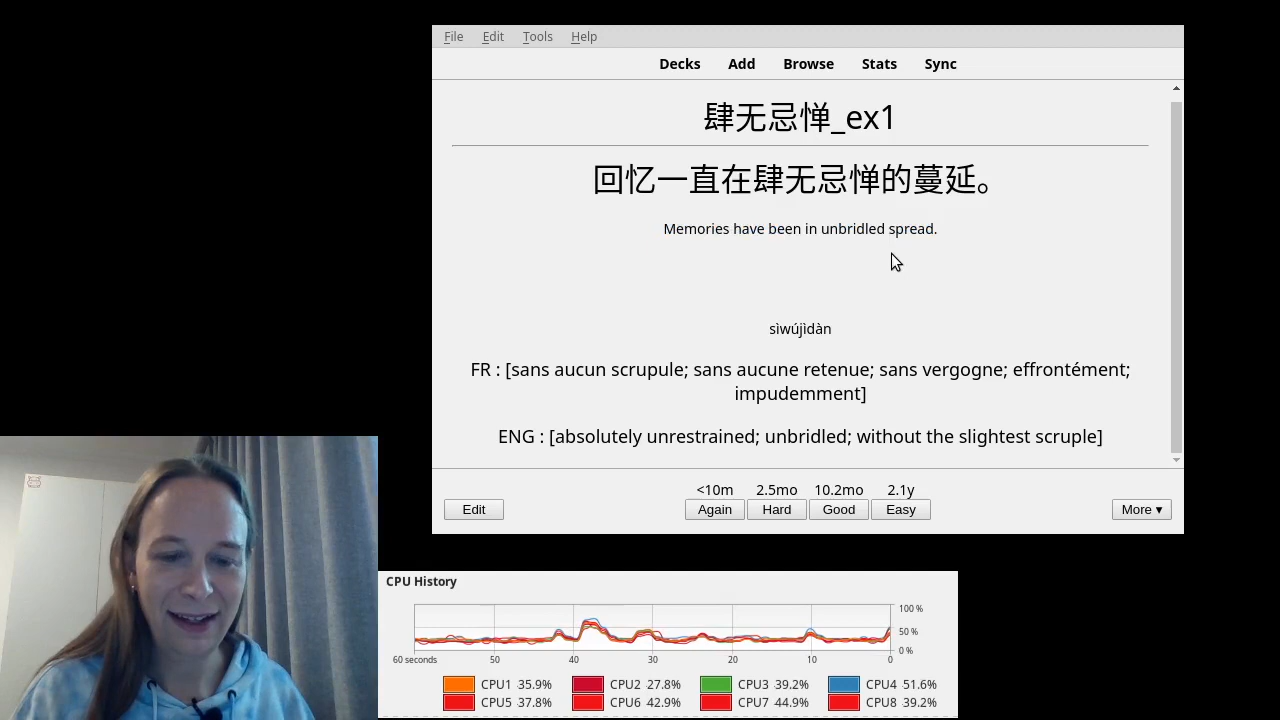 File Edit Tools Help
Decks Add Browse Stats Sync
肆无忌惮_ex1
回忆一直在肆无忌惮的蔓延。
Memories have been in unbridled spread.
sìwújìdàn
FR : [sans aucun scrupule; sans aucune retenue; sans vergogne; effrontément;
impudemment]
ENG : [absolutely unrestrained; unbridled; without the slightest scruple]
<10m 2.5mo 10.2mo 2.1y
Edit Again Hard Good Easy More ▾
CPU History
100 %
50 %
0 %
60 seconds 50 40 30 20 10 0
CPU1 35.9% CPU2 27.8% CPU3 39.2% CPU4 51.6%
CPU5 37.8% CPU6 42.9% CPU7 44.9% CPU8 39.2%